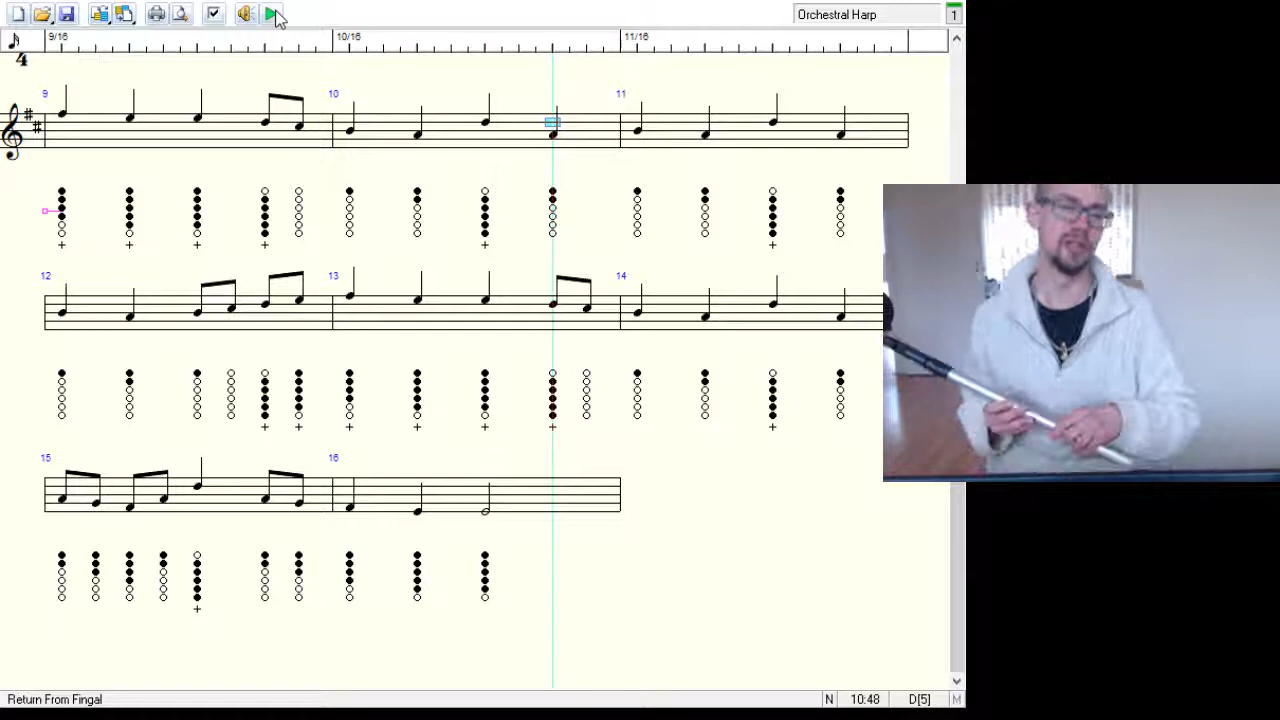 Orchestral Harp
1
9/16
10/16
11/16
4
9
10
11
+ + + + + +
12
13
14
+ + + + + + +
15
16
+
Return From Fingal
N
10:48
D[5]
M